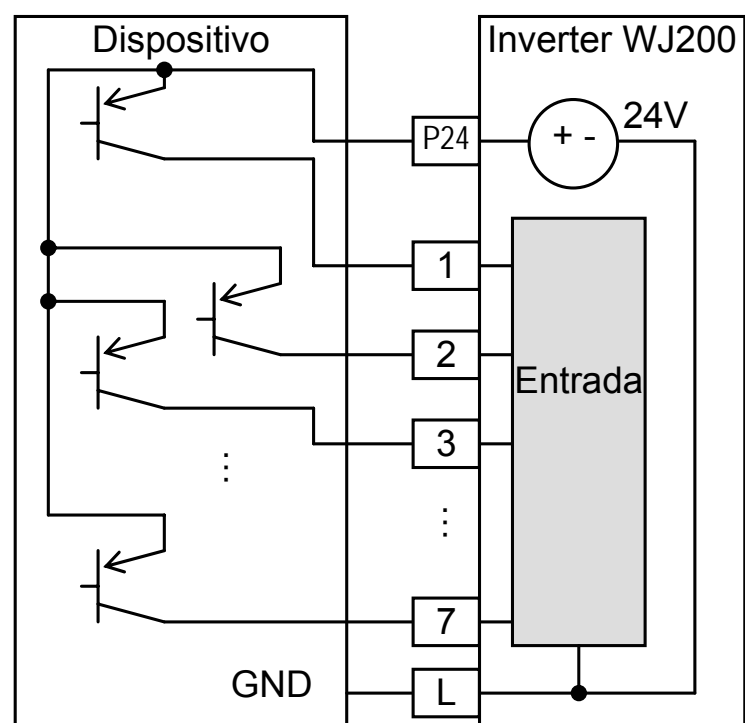 Dispositivo
Inverter WJ200
24V
P24
+ -
1
2
Entrada
3
⋮
⋮
7
GND
L